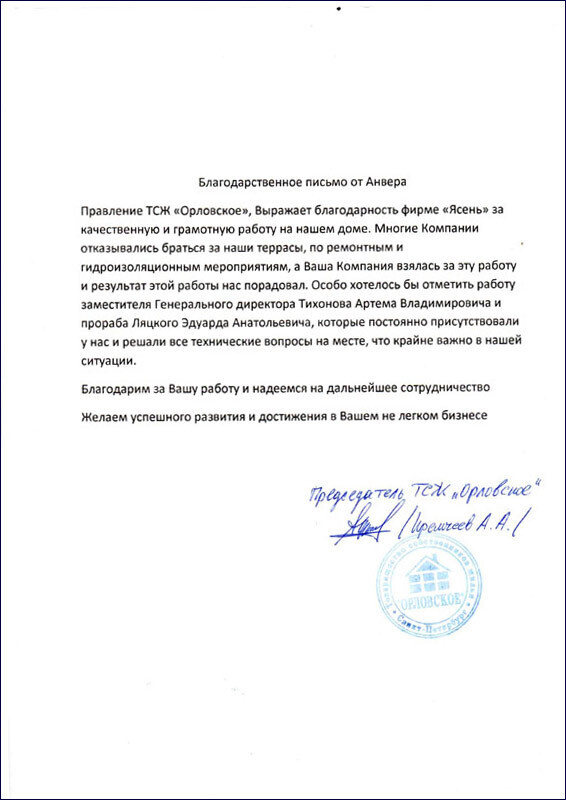 Благодарственное письмо от Анвера
Правление ТСЖ «Орловское», Выражает благодарность фирме «Ясень» за
качественную и грамотную работу на нашем доме. Многие Компании
отказывались браться за наши террасы, по ремонтным и
гидроизоляционным мероприятиям, а Ваша Компания взялась за эту работу
и результат этой работы нас порадовал. Особо хотелось бы отметить работу
заместителя Генерального директора Тихонова Артема Владимировича и
прораба Ляцкого Эдуарда Анатольевича, которые постоянно присутствовали
у нас и решали все технические вопросы на месте, что крайне важно в нашей
ситуации.
Благодарим за Вашу работу и надеемся на дальнейшее сотрудничество
Желаем успешного развития и достижения в Вашем не легком бизнесе
Председатель ТСЖ „Орловское"
А. А./
Товарищество собственников жилья
"ОРЛОВСКОЕ"
Санкт-Петербург